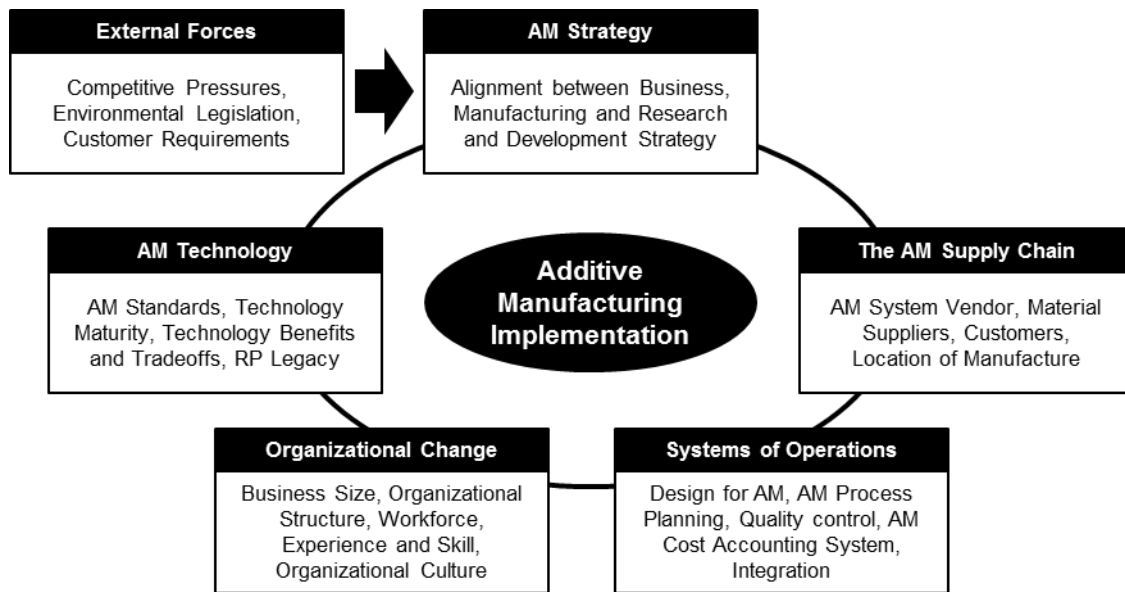 External Forces
Competitive Pressures,
Environmental Legislation,
Customer Requirements
AM Strategy
Alignment between Business,
Manufacturing and Research
and Development Strategy
AM Technology
AM Standards, Technology
Maturity, Technology Benefits
and Tradeoffs, RP Legacy
Additive
Manufacturing
Implementation
The AM Supply Chain
AM System Vendor, Material
Suppliers, Customers,
Location of Manufacture
Organizational Change
Business Size, Organizational
Structure, Workforce,
Experience and Skill,
Organizational Culture
Systems of Operations
Design for AM, AM Process
Planning, Quality control, AM
Cost Accounting System,
Integration